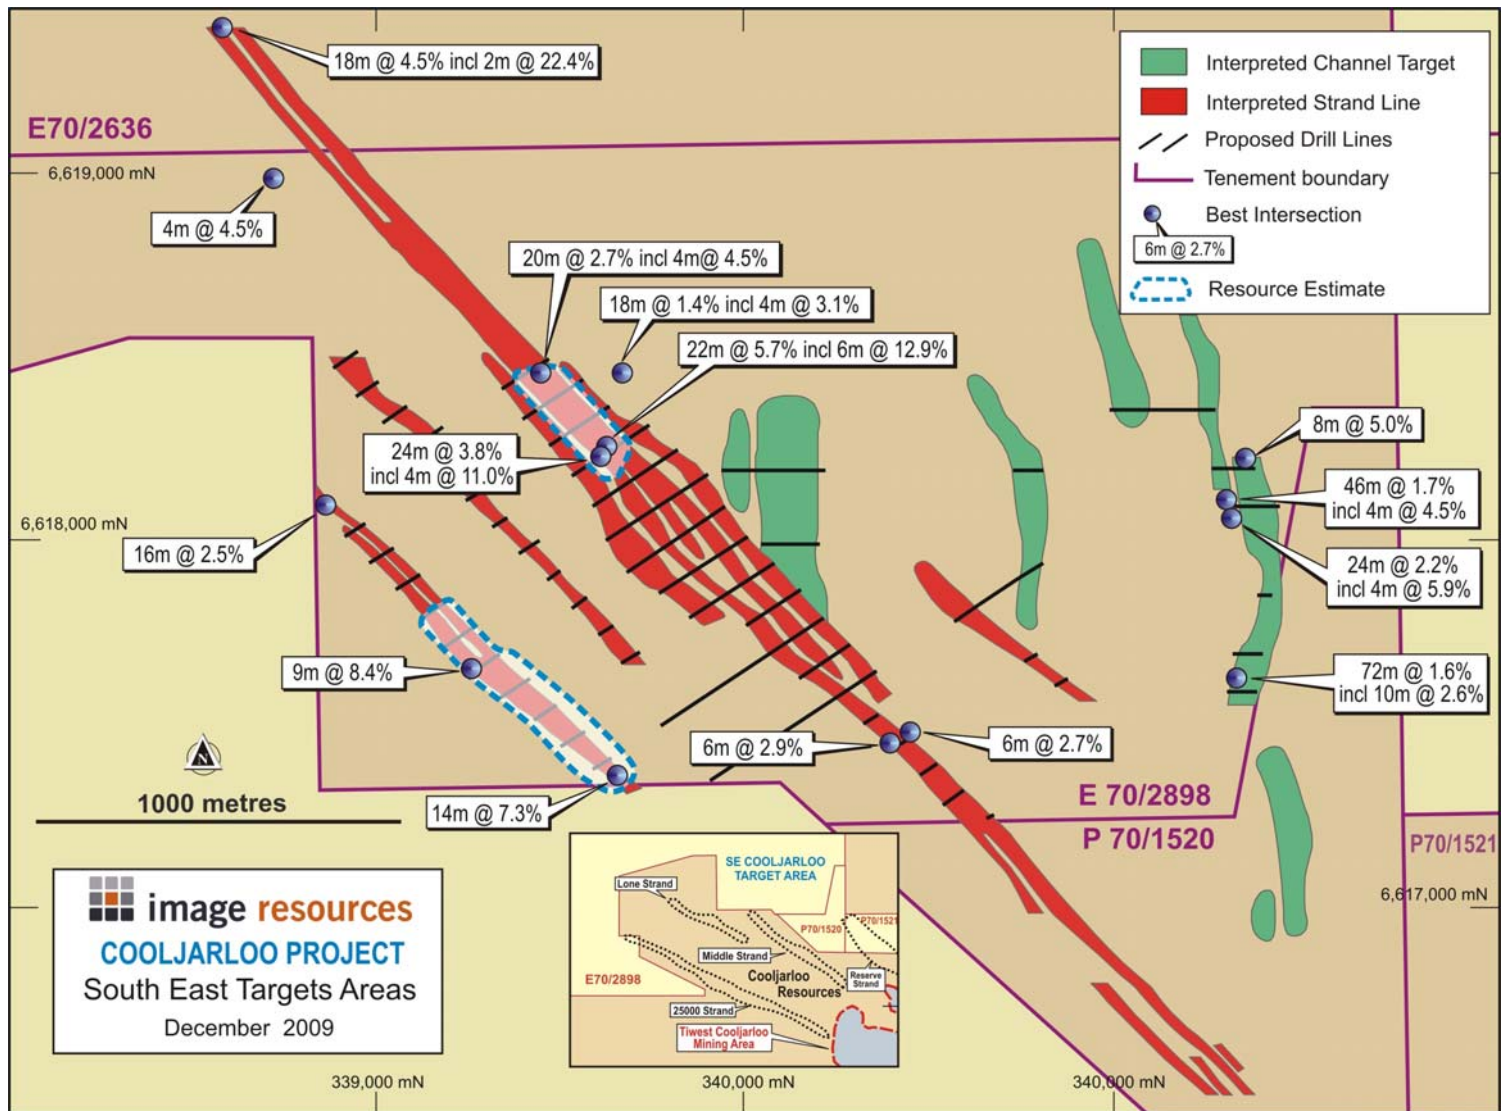 18m @ 4.5% incl 2m @ 22.4%
Interpreted Channel Target
Interpreted Strand Line
Proposed Drill Lines
Tenement boundary
Best Intersection
6m @ 2.7%
Resource Estimate
E70/2636
6,619,000 mN
4m @ 4.5%
20m @ 2.7% incl 4m@ 4.5%
18m @ 1.4% incl 4m @ 3.1%
22m @ 5.7% incl 6m @ 12.9%
24m @ 3.8%
incl 4m @ 11.0%
8m @ 5.0%
46m @ 1.7%
incl 4m @ 4.5%
6,618,000 mN
16m @ 2.5%
24m @ 2.2%
incl 4m @ 5.9%
9m @ 8.4%
72m @ 1.6%
incl 10m @ 2.6%
6m @ 2.9%
6m @ 2.7%
N
1000 metres
14m @ 7.3%
E 70/2898
P 70/1520
P70/1521
6,617,000 mN
image resources
COOLJARLOO PROJECT
South East Targets Areas
December 2009
SE COOLJARLOO
TARGET AREA
Lone Strand
P70/1520
P70/1521
Middle Strand
E70/2898
Cooljarloo
Resources
Reserve
Strand
25000 Strand
Tiwest Cooljarloo
Mining Area
339,000 mN
340,000 mN
340,000 mN